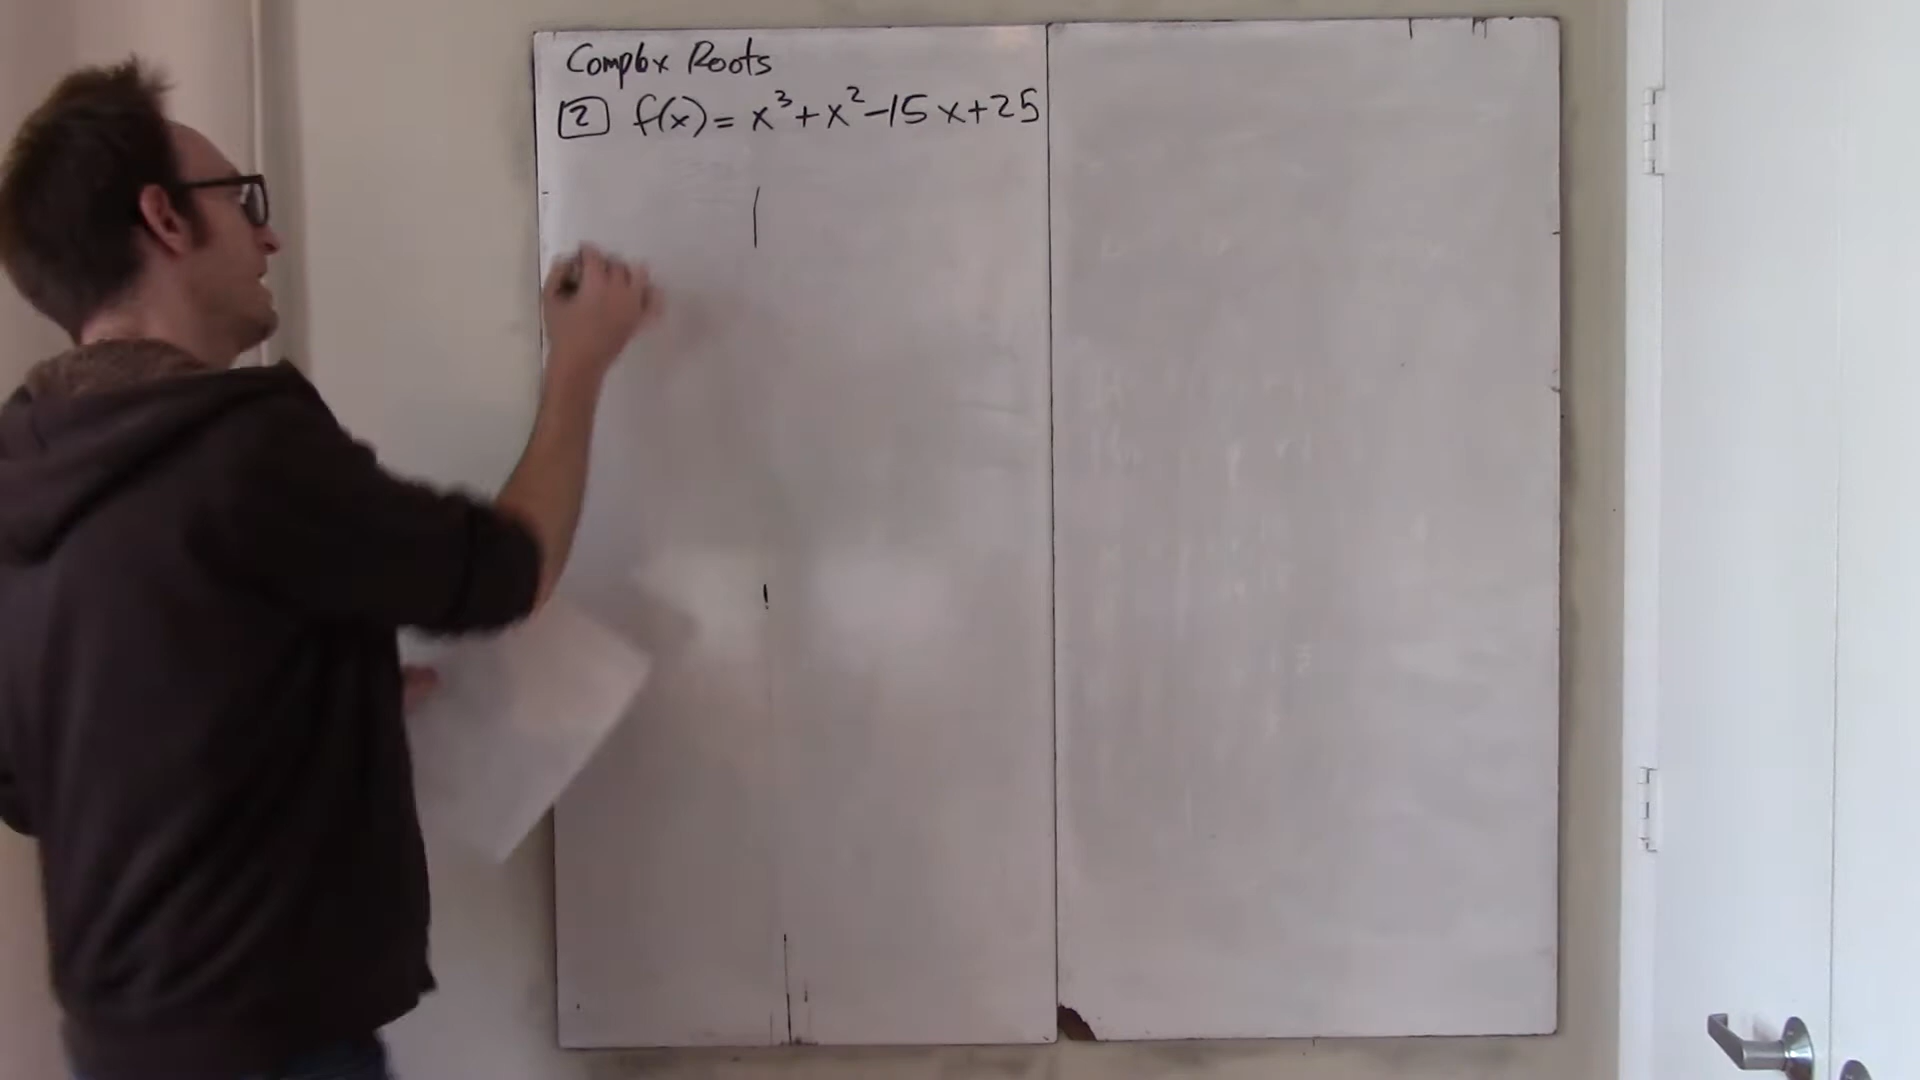 Complex Roots
2 f(x) = x³ + x² - 15x + 25